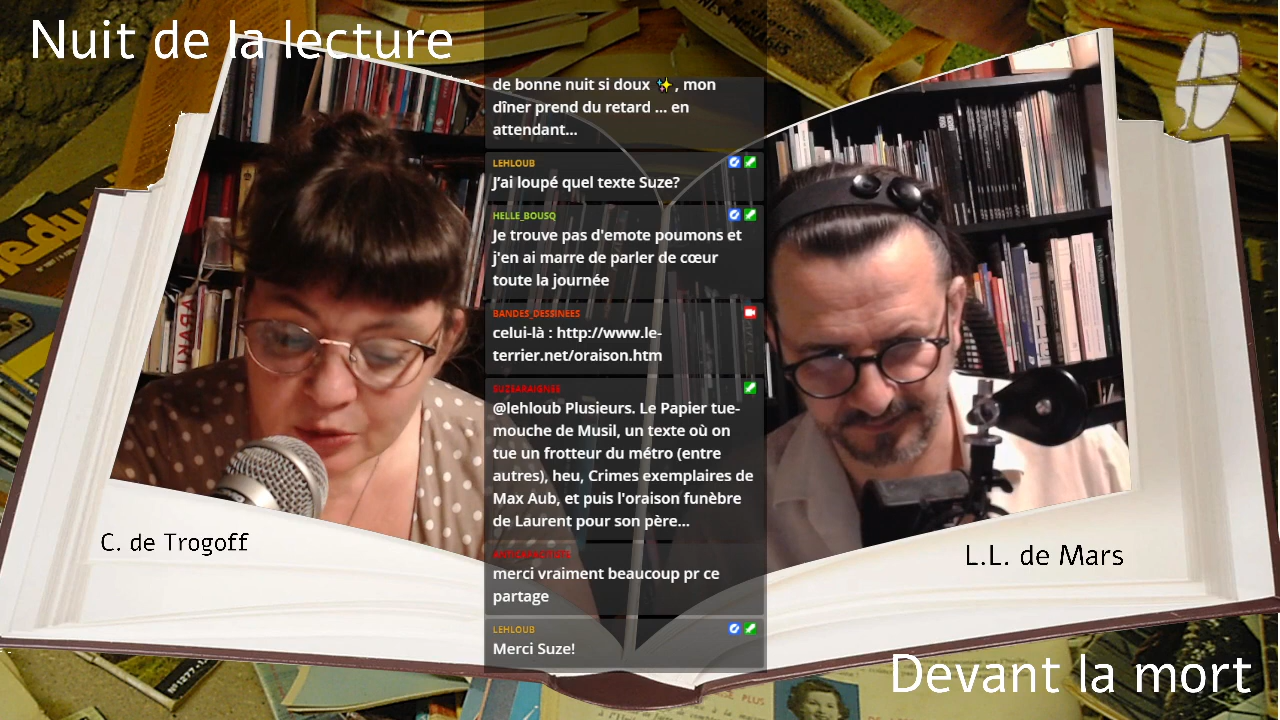 Nuit de la lecture
de bonne nuit si doux ✨, mon
dîner prend du retard ... en
attendant...
LEHLOUB
J'ai loupé quel texte Suze?
HELLE_BOUSQ
Je trouve pas d'emote poumons et
j'en ai marre de parler de cœur
toute la journée
BANDES_DESSINEES
celui-là : http://www.le-
terrier.net/oraison.htm
SUZEARAIGNEE
@lehloub Plusieurs. Le Papier tue-
mouche de Musil, un texte où on
tue un frotteur du métro (entre
autres), heu, Crimes exemplaires de
Max Aub, et puis l'oraison funèbre
de Laurent pour son père...
merci vraiment beaucoup pr ce
partage
LEHLOUB
Merci Suze!
C. de Trogoff
L.L. de Mars
Devant la mort